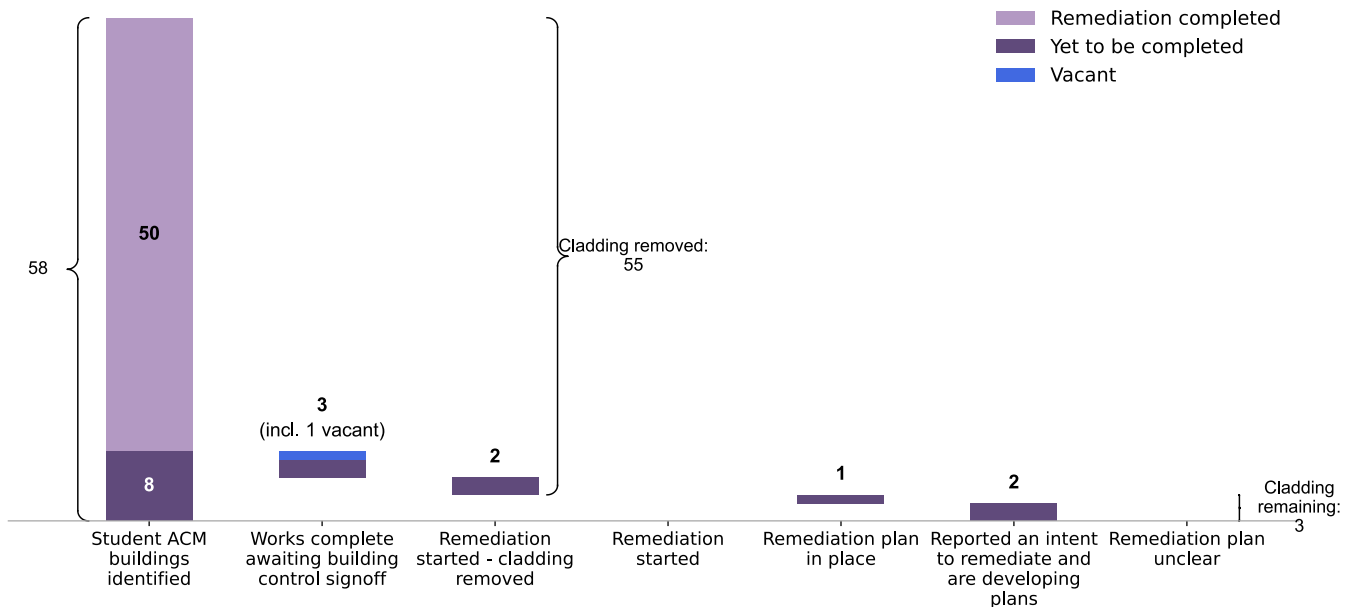 Remediation completed
Yet to be completed
Vacant
58
50
8
3
(incl. 1 vacant)
2
Cladding removed:
55
1
2
Cladding
remaining:
3
Student ACM
buildings
identified
Works complete
awaiting building
control signoff
Remediation
started - cladding
removed
Remediation
started
Remediation plan
in place
Reported an intent
to remediate and
are developing
plans
Remediation plan
unclear